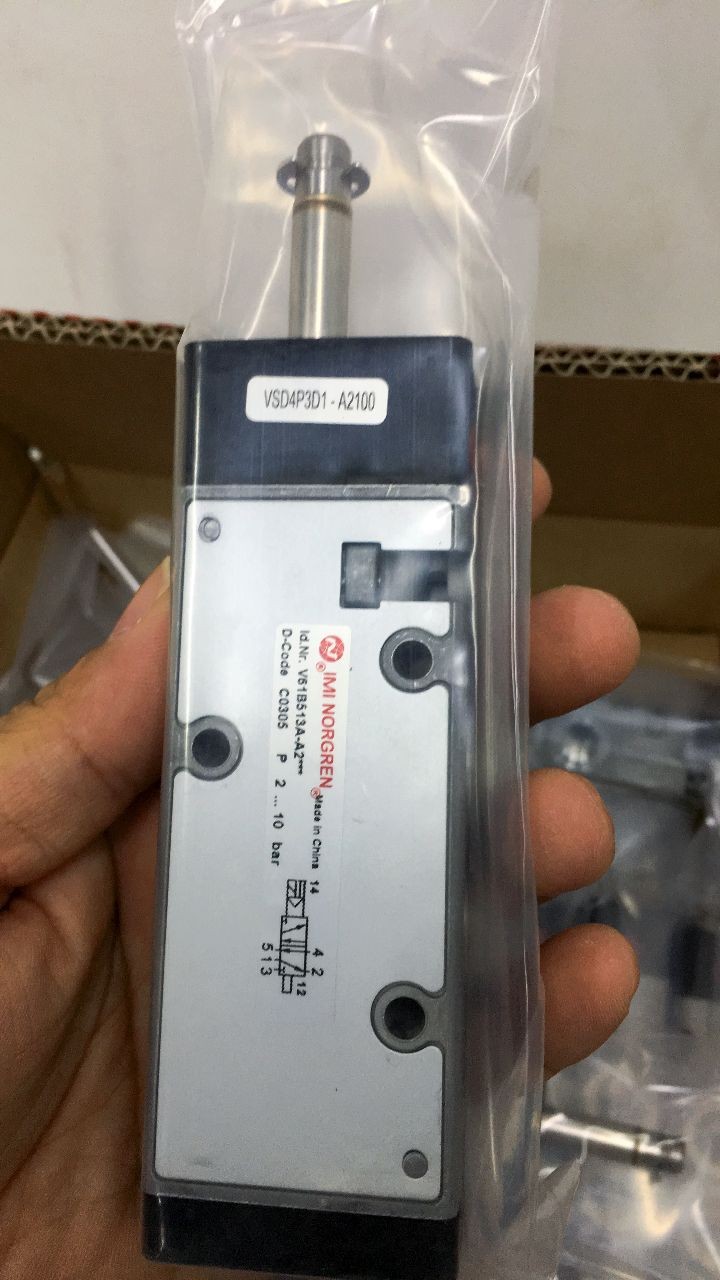 VSD4P3D1 - A2100
IMI NORGREN Made in China
Id.Nr. V61B513A-A2***
D-Code C0305 P 2 ... 10 bar
14 4 2 12
5 1 3